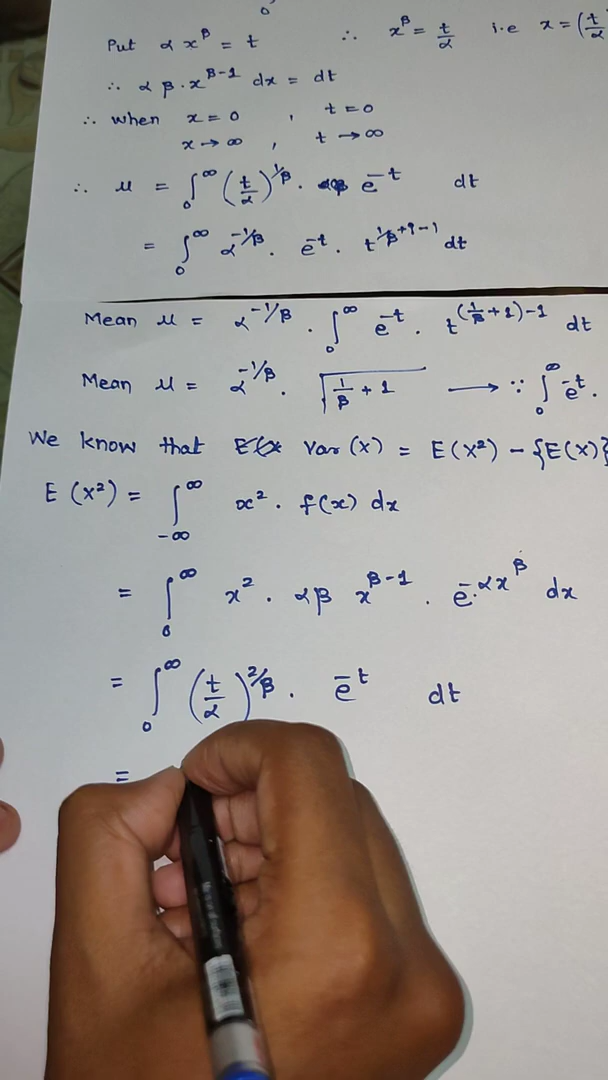 Put α x^β = t ∴ x^β = t/α i.e x = (t/α
∴ α β · x^β-1 dx = dt
∴ when x = 0 , t = 0
x → ∞ , t → ∞
∴ μ = ∫₀^∞ (t/α)^1/β · e^-t dt
= ∫₀^∞ α^-1/β · e^-t · t^1/β+1-1 dt
Mean μ = α^-1/β · ∫₀^∞ e^-t · t^(1/β+1)-1 dt
Mean μ = α^-1/β · Γ(1/β + 1) ⟶ ∵ ∫₀^∞ e^-t.
We know that Var (x) = E (x²) - {E(x)}
E (x²) = ∫_-∞^∞ x² · f(x) dx
= ∫₀^∞ x² · αβ x^β-1 · e^-αx^β dx
= ∫₀^∞ (t/α)^2/β · e^-t dt
=